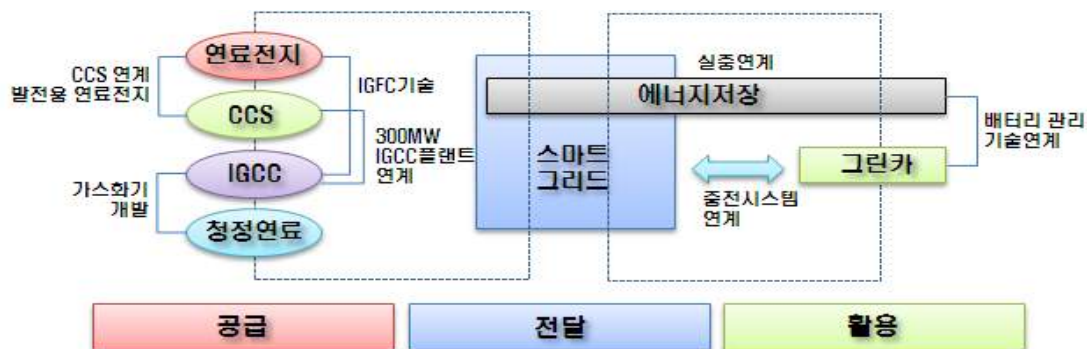 연료전지
CCS 연계
발전용 연료전지
CCS
IGFC기술
300MW
IGCC플랜트
연계
IGCC
가스화기
개발
청정연료
스마트
그리드
실중연계
에너지저장
배터리 관리
기술연계
그린카
중전시스템
연계
공급
전달
활용